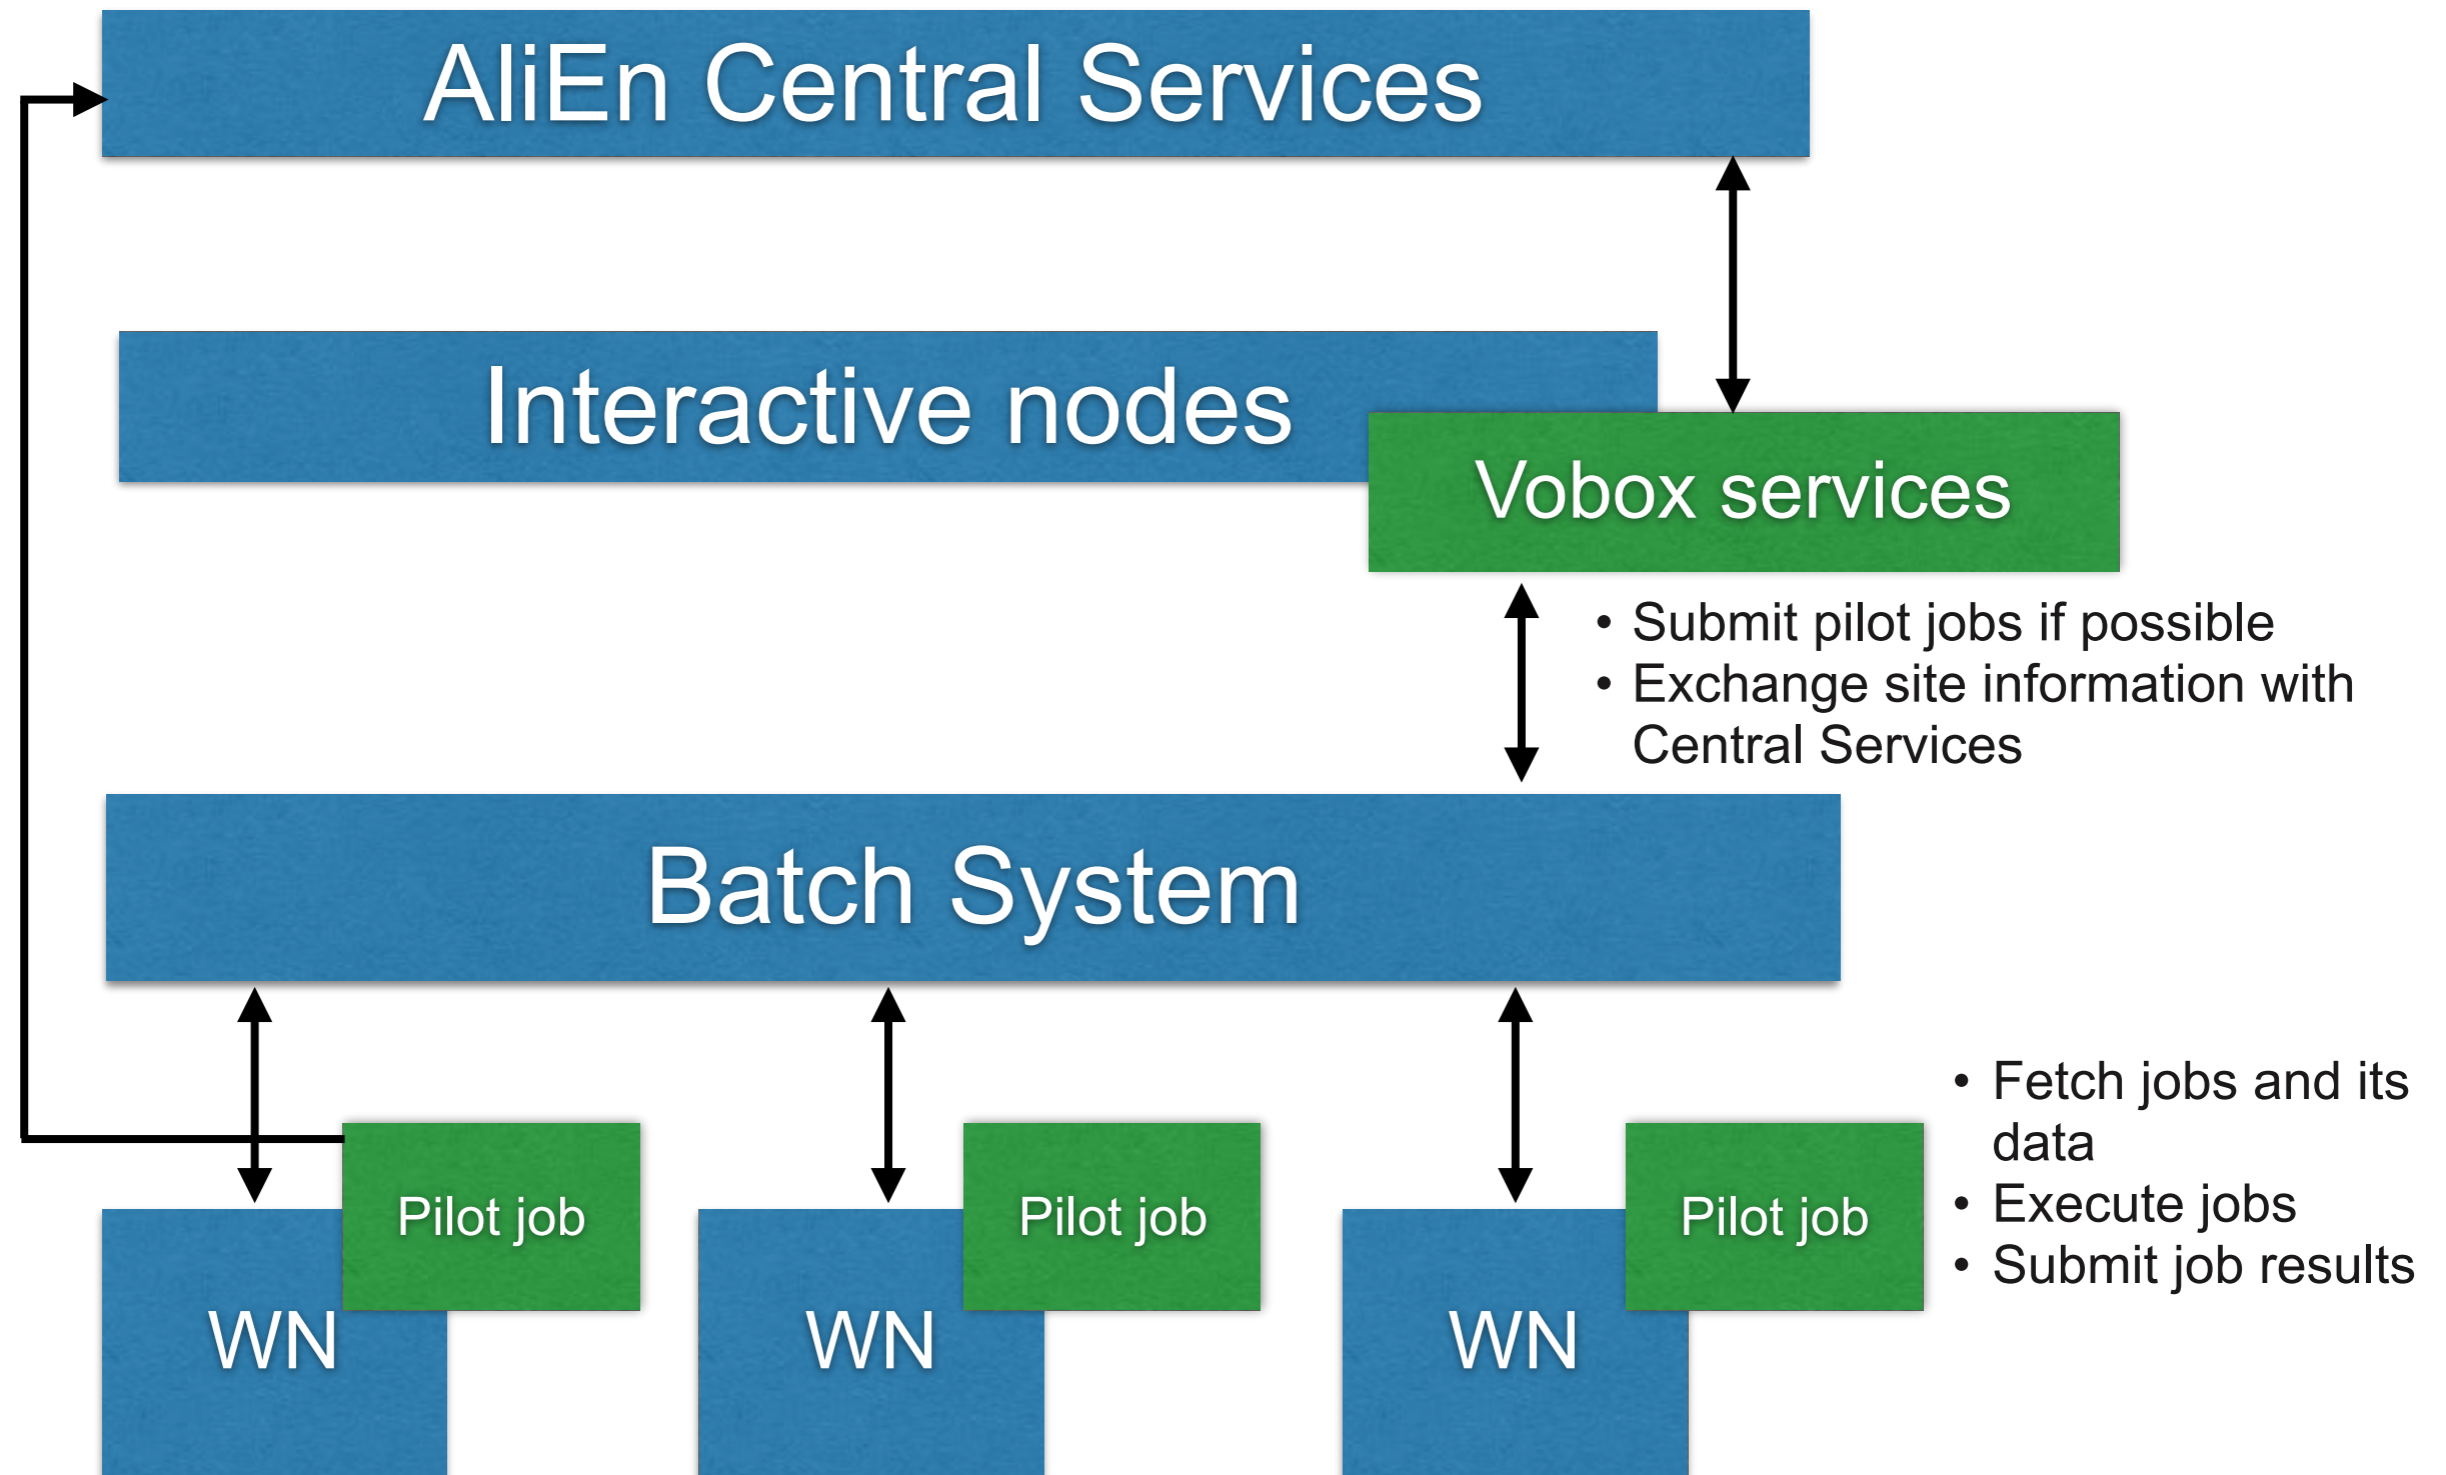 AliEn Central Services
Interactive nodes
Vobox services
• Submit pilot jobs if possible
• Exchange site information with
Central Services
Batch System
• Fetch jobs and its
data
• Execute jobs
• Submit job results
Pilot job
Pilot job
Pilot job
WN
WN
WN